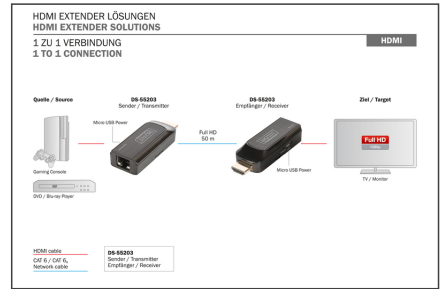 HDMI EXTENDER LÖSUNGEN
HDMI EXTENDER SOLUTIONS
1 ZU 1 VERBINDUNG
1 TO 1 CONNECTION
HDMI
Quelle / Source
DS-55203
Sender / Transmitter
DS-55203
Empfänger / Receiver
Ziel / Target
Micro USB Power
Full HD
50 m
Full HD
Micro USB Power
Gaming Console
TV / Monitor
DVD / Blu-ray Player
HDMI cable
CAT 6 / CAT 6A
Network cable
DS-55203
Sender / Transmitter
Empfänger / Receiver